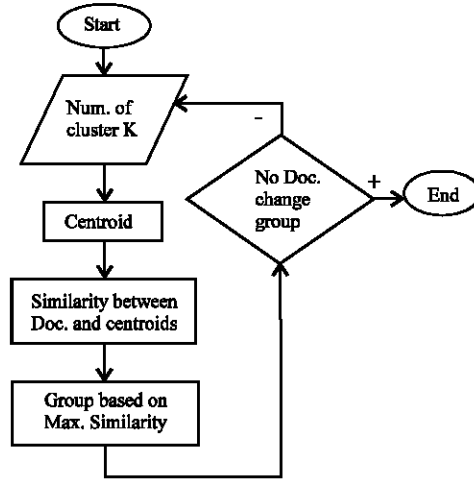 Start
Num. of
cluster K
Centroid
Similarity between
Doc. and centroids
Group based on
Max. Similarity
No Doc.
change
group
-
+
End